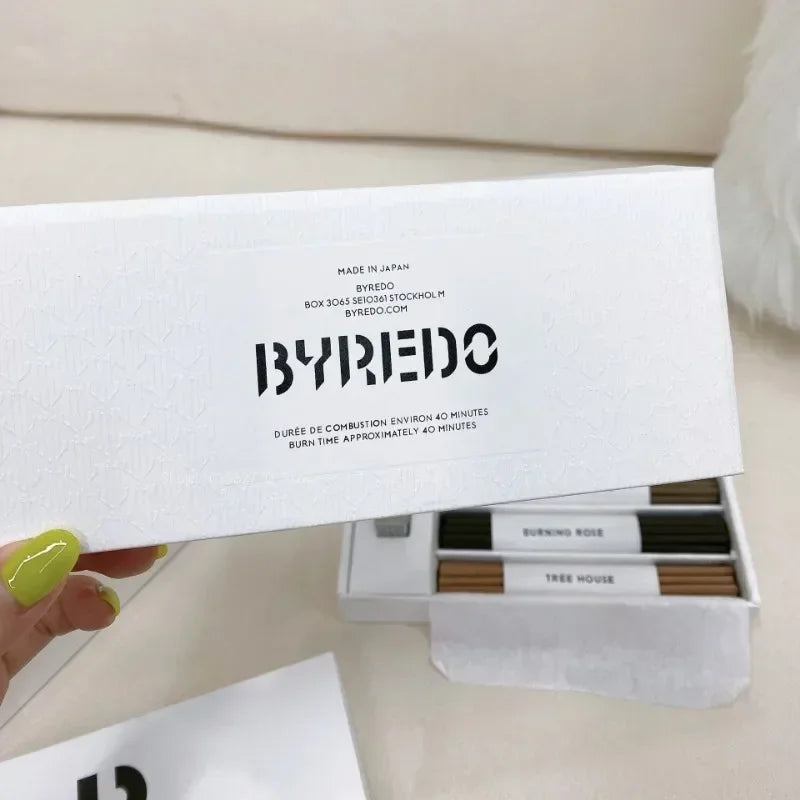 MADE IN JAPAN
BYREDO
BOX 3065 SE10361 STOCKHOLM
BYREDO.COM
BYREDO
DURÉE DE COMBUSTION ENVIRON 40 MINUTES
BURN TIME APPROXIMATELY 40 MINUTES
BURNING ROSE
TREE HOUSE